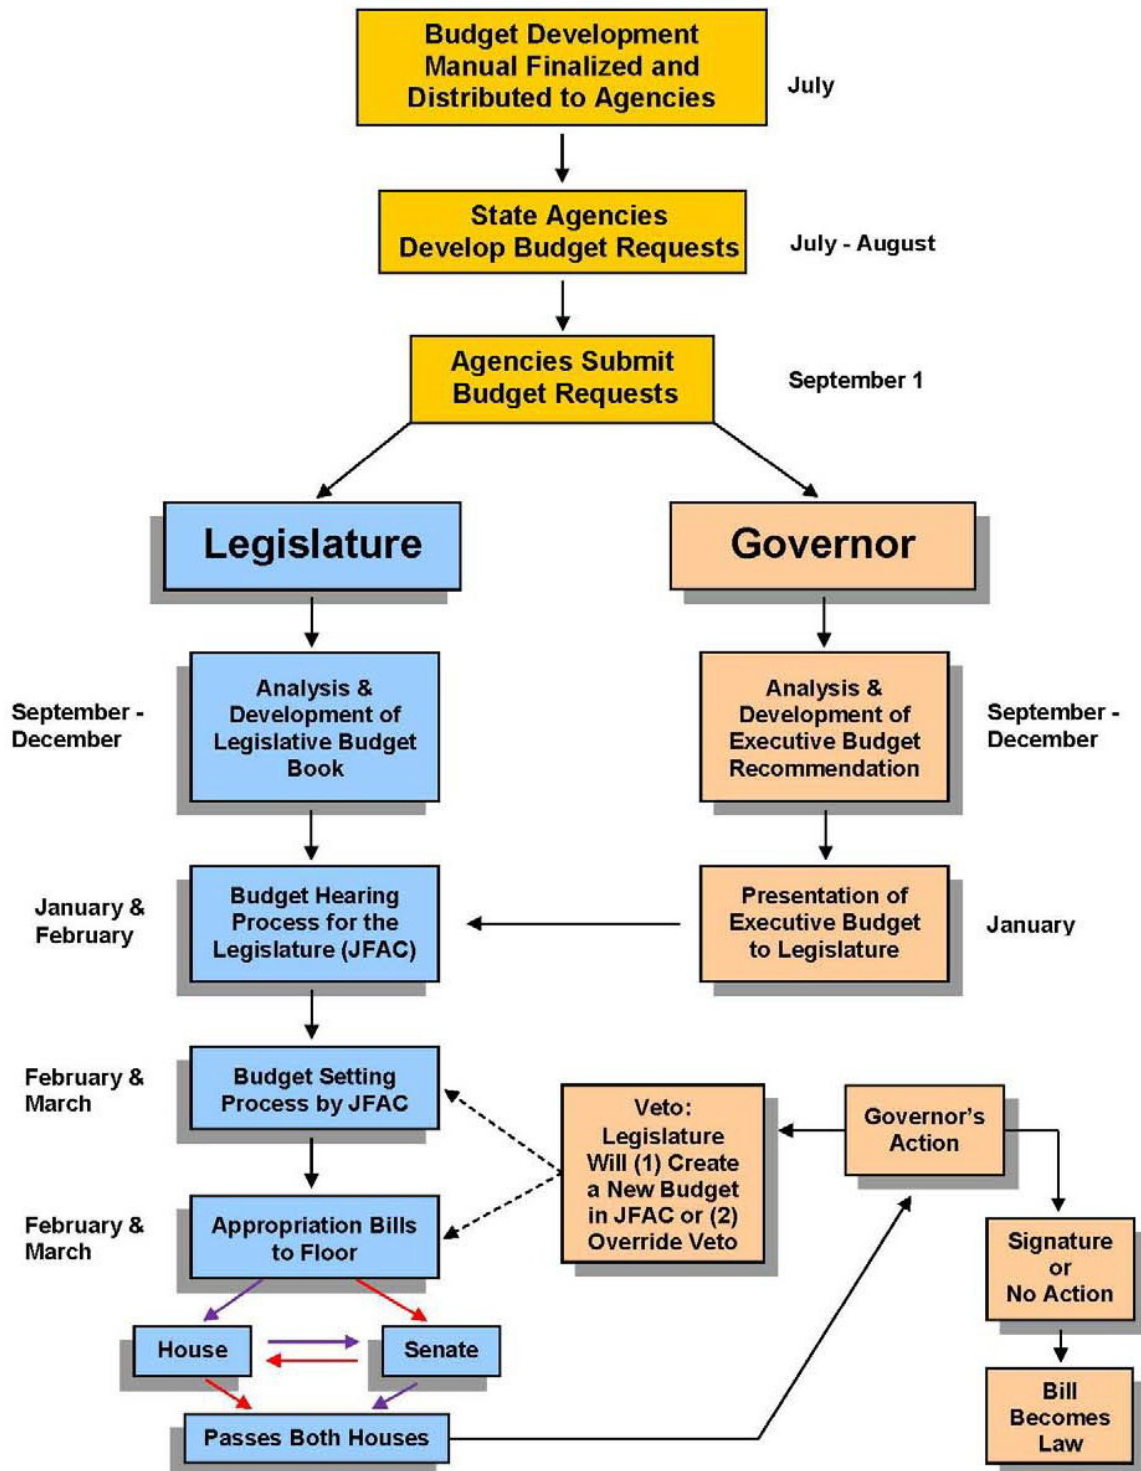 Budget Development
Manual Finalized and
Distributed to Agencies
July
State Agencies
Develop Budget Requests
July - August
Agencies Submit
Budget Requests
September 1
Legislature
Governor
September -
December
Analysis &
Development of
Legislative Budget
Book
Analysis &
Development of
Executive Budget
Recommendation
September -
December
January &
February
Budget Hearing
Process for the
Legislature (JFAC)
Presentation of
Executive Budget
to Legislature
January
February &
March
Budget Setting
Process by JFAC
Veto:
Legislature
Will (1) Create
a New Budget
in JFAC or (2)
Override Veto
Governor's
Action
February &
March
Appropriation Bills
to Floor
Signature
or
No Action
House
Senate
Passes Both Houses
Bill
Becomes
Law